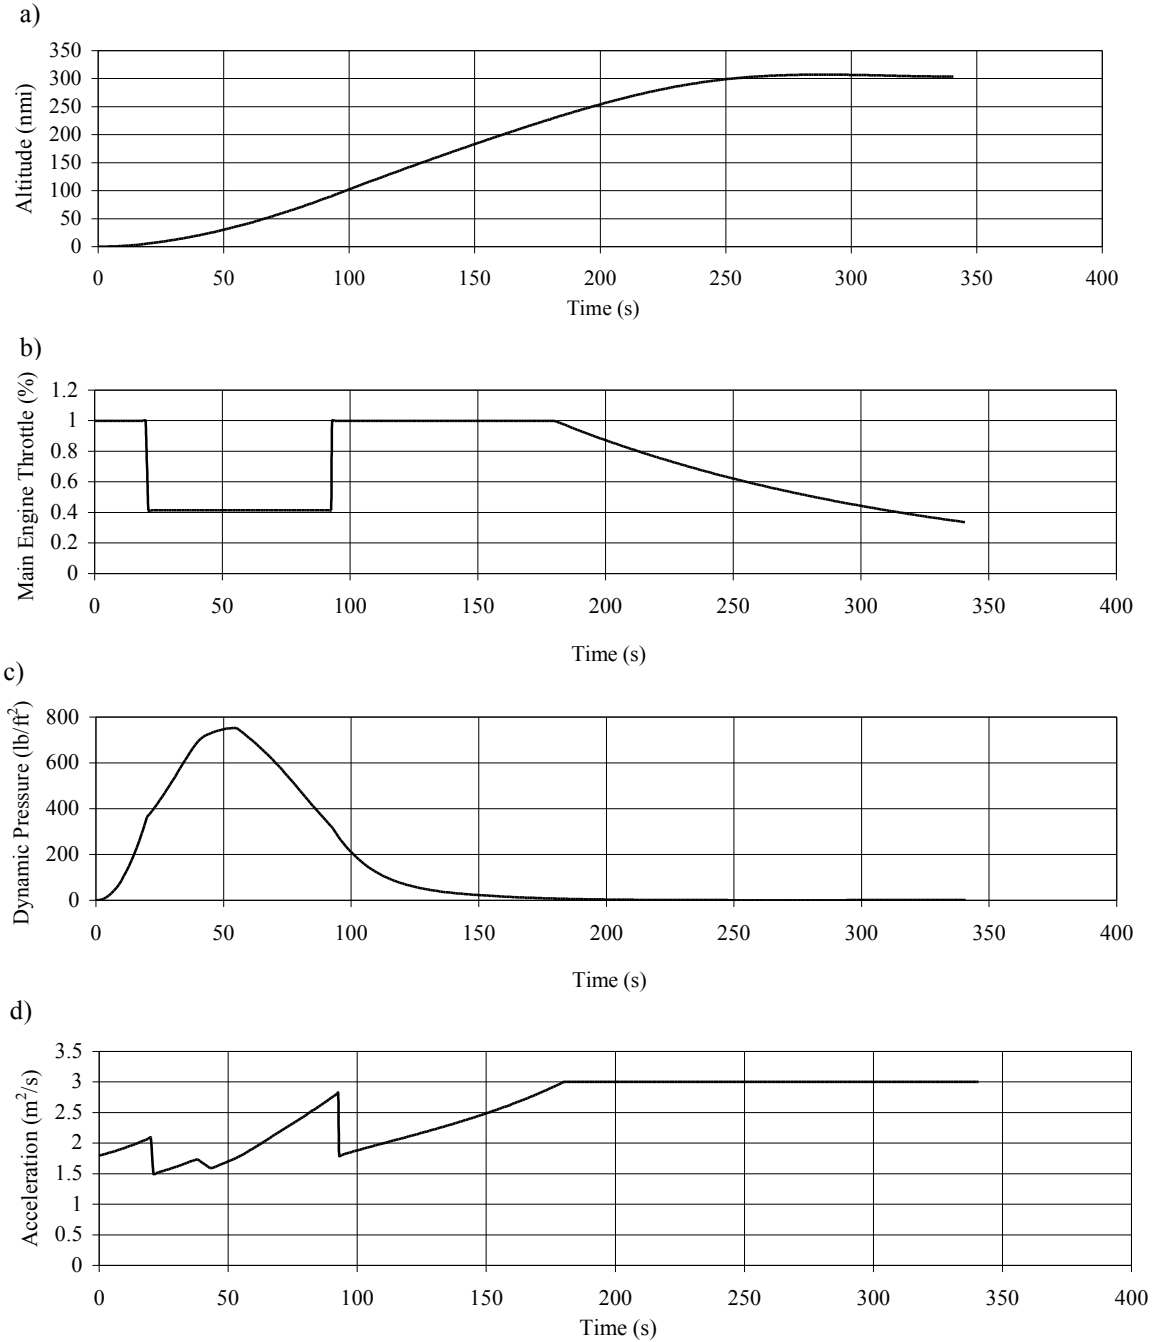 a)
350
300
250
200
150
100
50
0
Altitude (nmi)
0 50 100 150 200 250 300 350 400
Time (s)
b)
1.2
1
0.8
0.6
0.4
0.2
0
Main Engine Throttle (%)
0 50 100 150 200 250 300 350 400
Time (s)
c)
800
600
400
200
0
Dynamic Pressure (lb/ft²)
0 50 100 150 200 250 300 350 400
Time (s)
d)
3.5
3
2.5
2
1.5
1
0.5
0
Acceleration (m²/s)
0 50 100 150 200 250 300 350 400
Time (s)